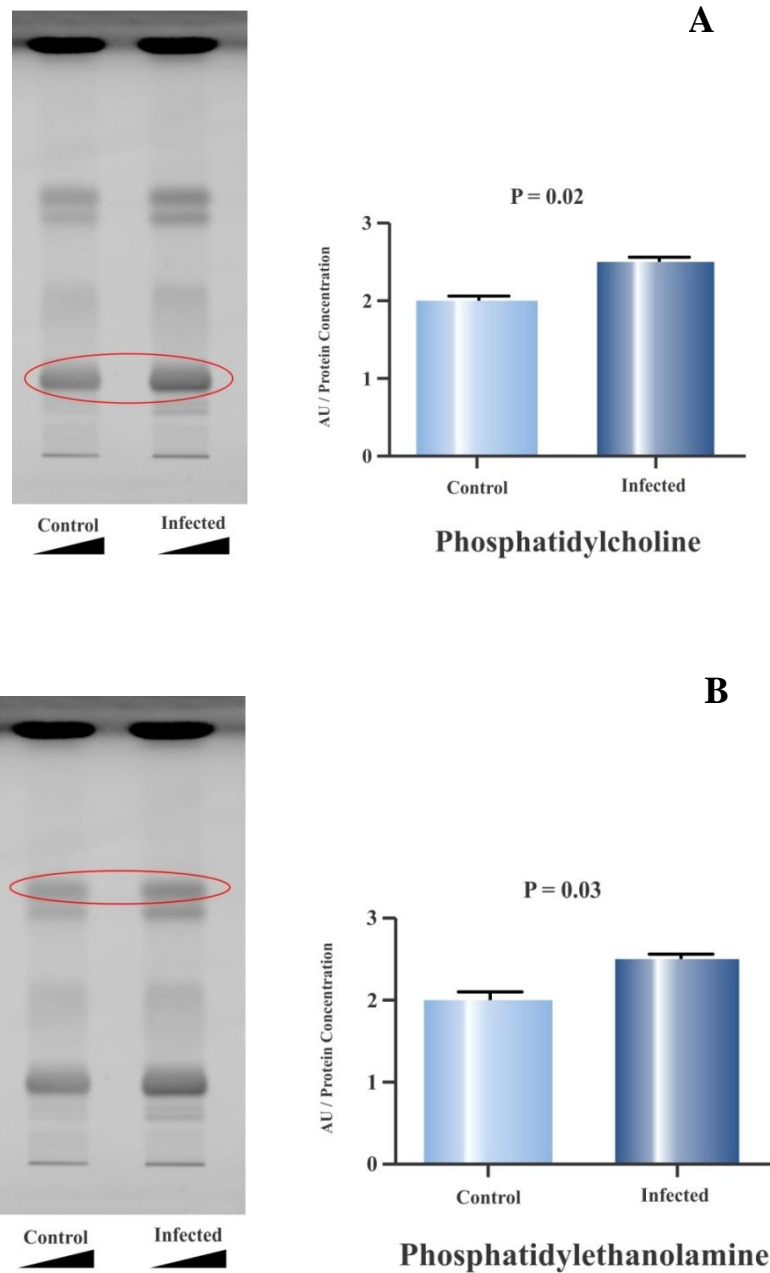 A
P = 0.02
3
2
1
0
AU / Protein Concentration
Control
Infected
Phosphatidylcholine
Control
Infected
B
P = 0.03
3
2
1
0
AU / Protein Concentration
Control
Infected
Phosphatidylethanolamine
Control
Infected